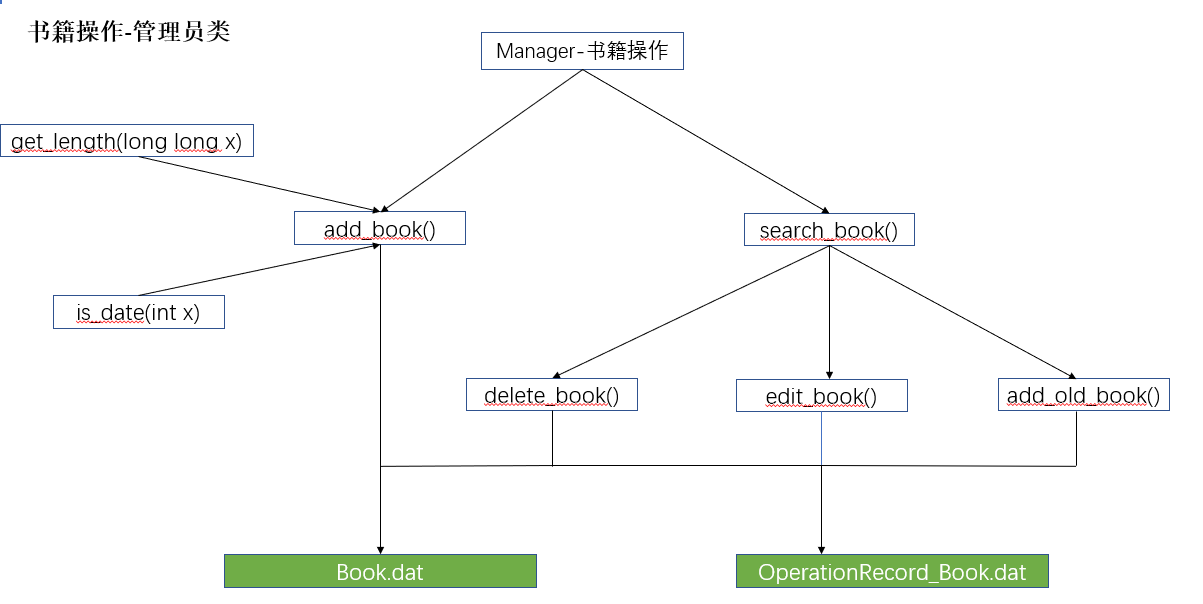 书籍操作-管理员类
Manager-书籍操作
get_length(long long x)
add_book()
search_book()
is_date(int x)
delete_book()
edit_book()
add_old_book()
Book.dat
OperationRecord_Book.dat